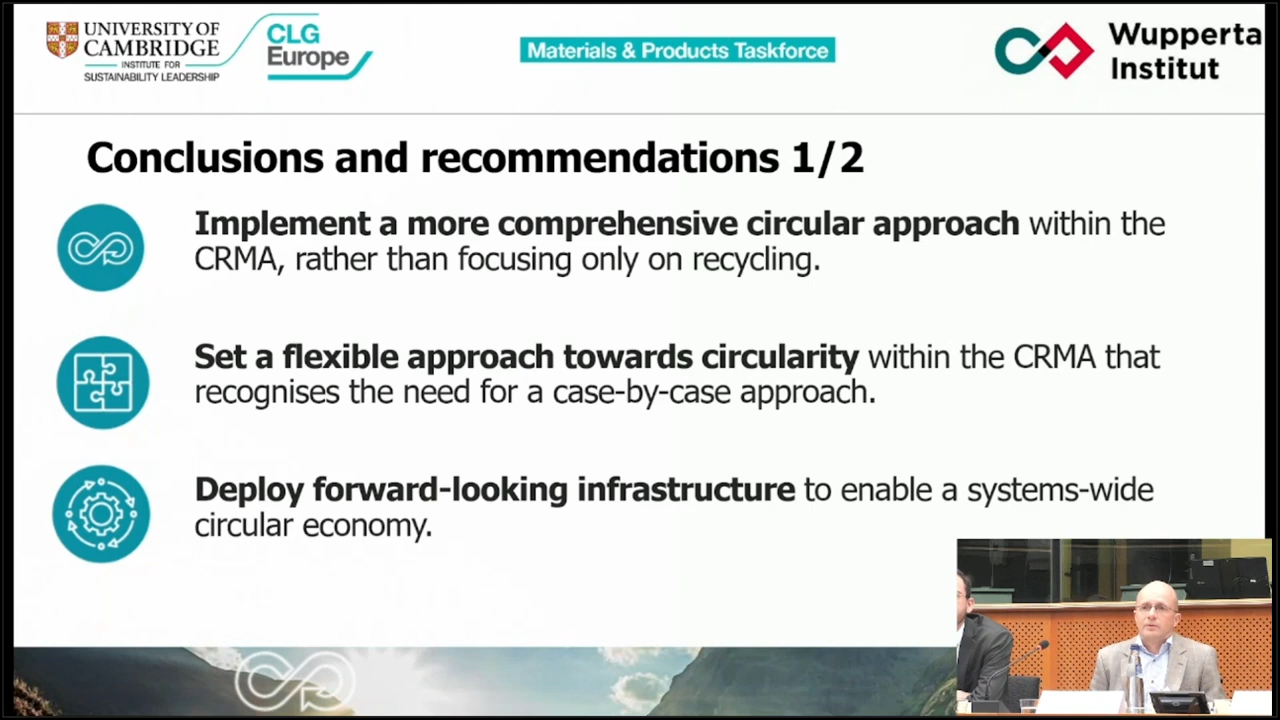 UNIVERSITY OF
CAMBRIDGE
INSTITUTE FOR
SUSTAINABILITY LEADERSHIP
CLG
Europe
Materials & Products Taskforce
Wupperta
Institut
Conclusions and recommendations 1/2
Implement a more comprehensive circular approach within the
CRMA, rather than focusing only on recycling.
Set a flexible approach towards circularity within the CRMA that
recognises the need for a case-by-case approach.
Deploy forward-looking infrastructure to enable a systems-wide
circular economy.